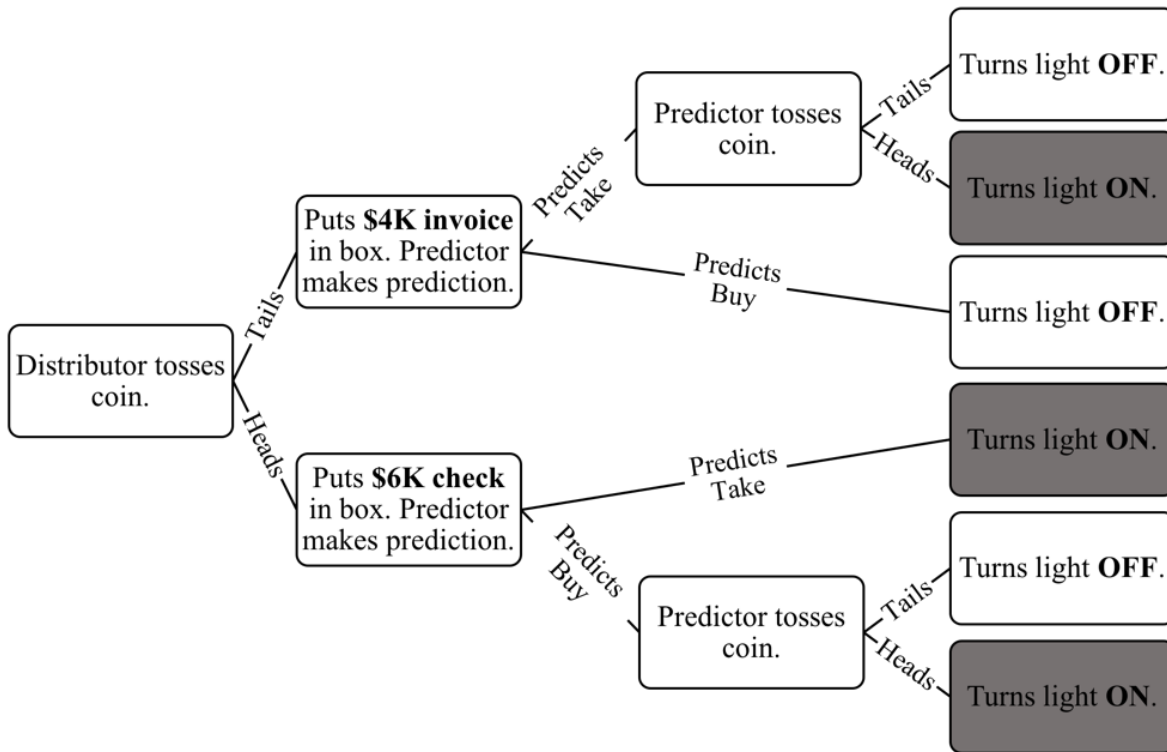 Distributor tosses
coin.
Tails
Heads
Puts $4K invoice
in box. Predictor
makes prediction.
Puts $6K check
in box. Predictor
makes prediction.
Predicts
Take
Predicts
Buy
Predicts
Take
Predicts
Buy
Predictor tosses
coin.
Tails
Heads
Predictor tosses
coin.
Tails
Heads
Turns light OFF.
Turns light ON.
Turns light OFF.
Turns light ON.
Turns light OFF.
Turns light ON.